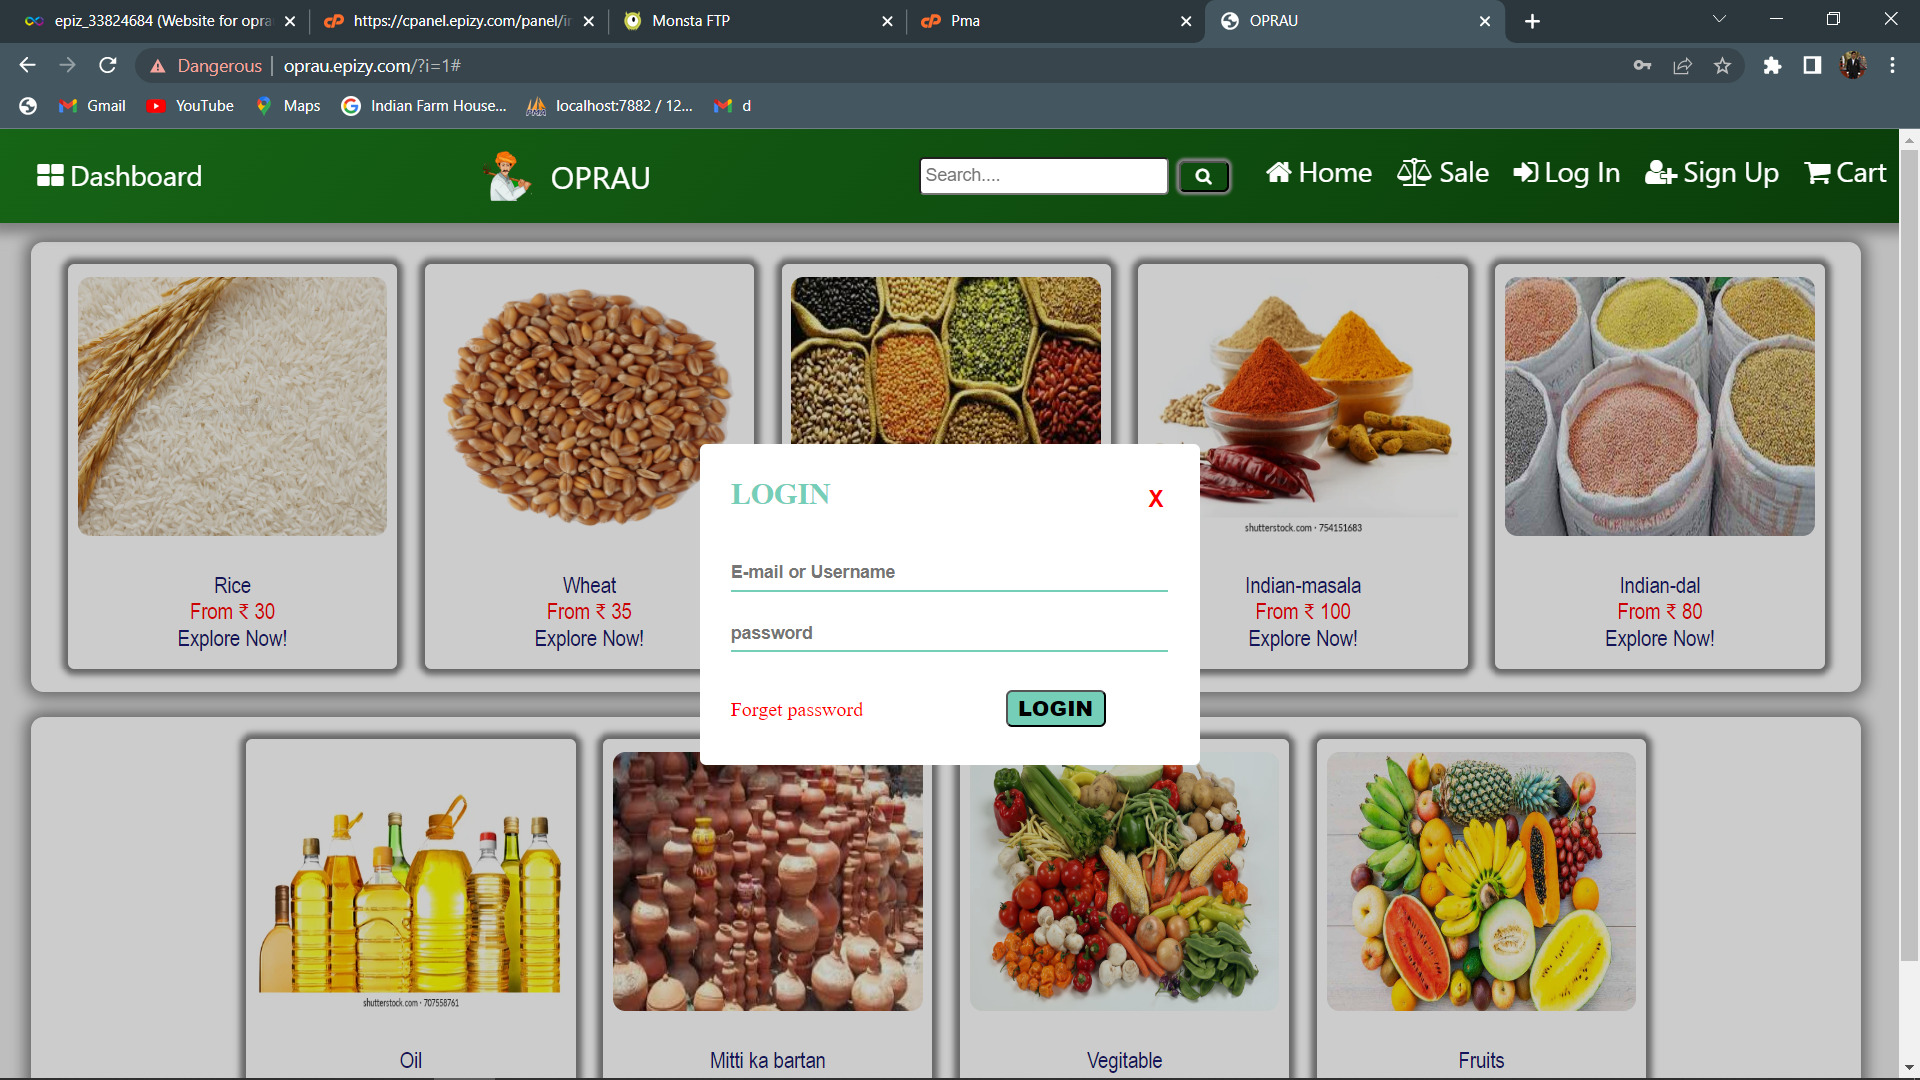 epiz_33824684 (Website for opra
https://cpanel.epizy.com/panel/in
Monsta FTP
Pma
OPRAU
Dangerous
oprau.epizy.com/?i=1#
Gmail
YouTube
Maps
Indian Farm House...
localhost:7882 / 12...
d
Dashboard
OPRAU
Search....
Home
Sale
Log In
Sign Up
Cart
shutterstock.com · 754151683
Rice
From ₹ 30
Explore Now!
Wheat
From ₹ 35
Explore Now!
Indian-masala
From ₹ 100
Explore Now!
Indian-dal
From ₹ 80
Explore Now!
LOGIN
X
E-mail or Username
password
Forget password
LOGIN
shutterstock.com · 707558761
Oil
Mitti ka bartan
Vegitable
Fruits